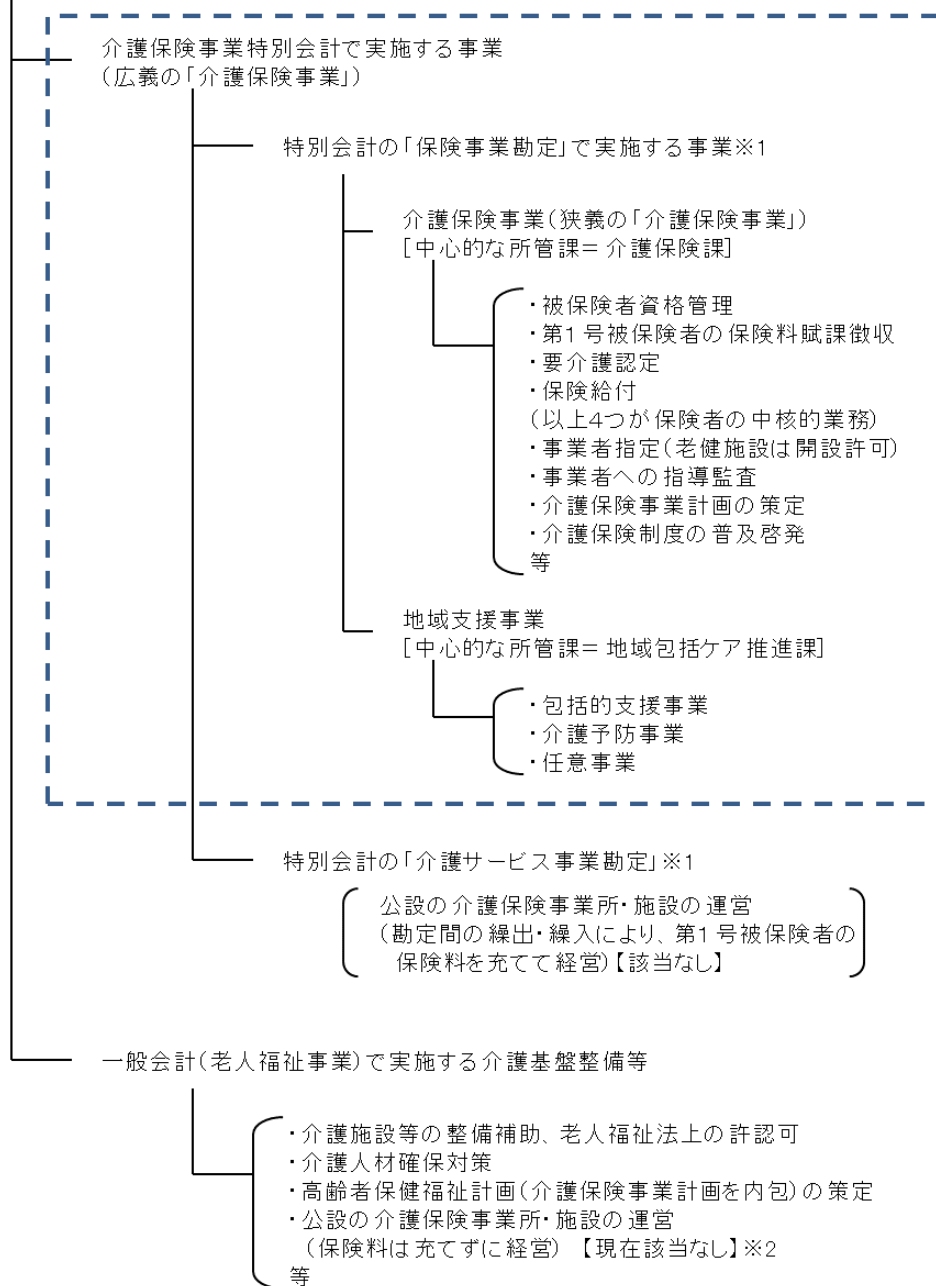 介護保険事業特別会計で実施する事業
(広義の「介護保険事業」)
特別会計の「保険事業勘定」で実施する事業※1
介護保険事業(狭義の「介護保険事業」)
[中心的な所管課=介護保険課]
・被保険者資格管理
・第1号被保険者の保険料賦課徴収
・要介護認定
・保険給付
(以上4つが保険者の中核的業務)
・事業者指定(老健施設は開設許可)
・事業者への指導監査
・介護保険事業計画の策定
・介護保険制度の普及啓発
等
地域支援事業
[中心的な所管課=地域包括ケア推進課]
・包括的支援事業
・介護予防事業
・任意事業
特別会計の「介護サービス事業勘定」※1
公設の介護保険事業所・施設の運営
(勘定間の繰出・繰入により、第1号被保険者の
保険料を充てて経営)【該当なし】
一般会計(老人福祉事業)で実施する介護基盤整備等
・介護施設等の整備補助、老人福祉法上の許認可
・介護人材確保対策
・高齢者保健福祉計画(介護保険事業計画を内包)の策定
・公設の介護保険事業所・施設の運営
(保険料は充てずに経営) 【現在該当なし】※2
等